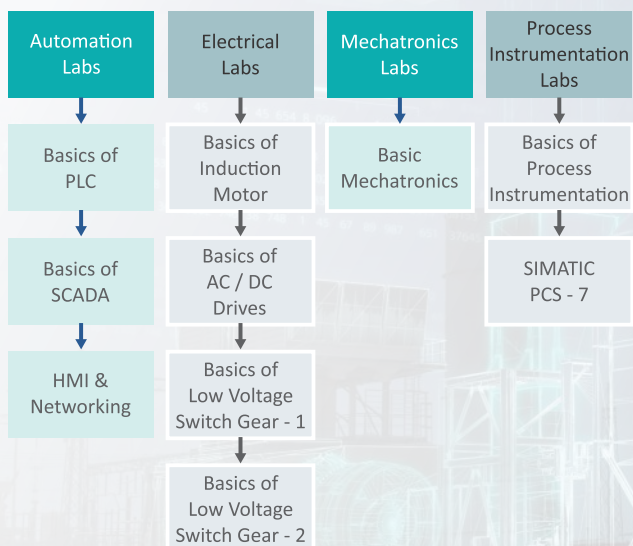 Automation
Labs
Basics of
PLC
Basics of
SCADA
HMI &
Networking
Electrical
Labs
Basics of
Induction
Motor
Basics of
AC / DC
Drives
Basics of
Low Voltage
Switch Gear - 1
Basics of
Low Voltage
Switch Gear - 2
Mechatronics
Labs
Basic
Mechatronics
Process
Instrumentation
Labs
Basics of
Process
Instrumentation
SIMATIC
PCS - 7